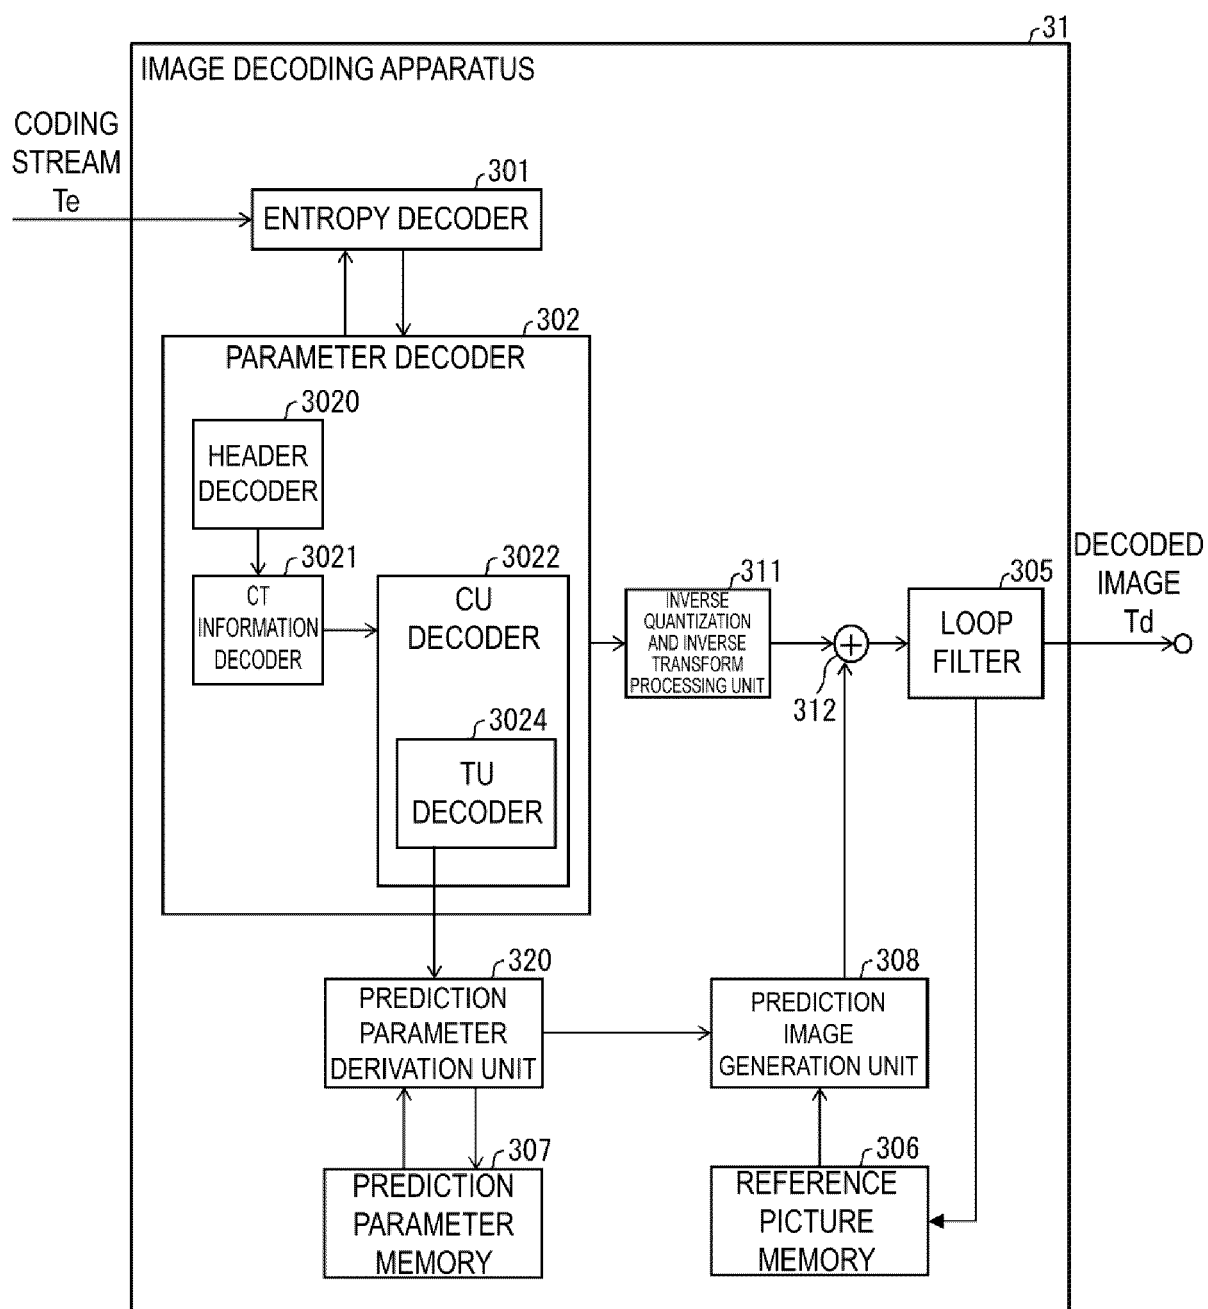 31
IMAGE DECODING APPARATUS
CODING
STREAM
Te
301
ENTROPY DECODER
302
PARAMETER DECODER
3020
HEADER
DECODER
3021
CT
INFORMATION
DECODER
3022
CU
DECODER
3024
TU
DECODER
311
INVERSE
QUANTIZATION
AND INVERSE
TRANSFORM
PROCESSING UNIT
312
305
LOOP
FILTER
DECODED
IMAGE
Td
320
PREDICTION
PARAMETER
DERIVATION UNIT
308
PREDICTION
IMAGE
GENERATION UNIT
307
PREDICTION
PARAMETER
MEMORY
306
REFERENCE
PICTURE
MEMORY